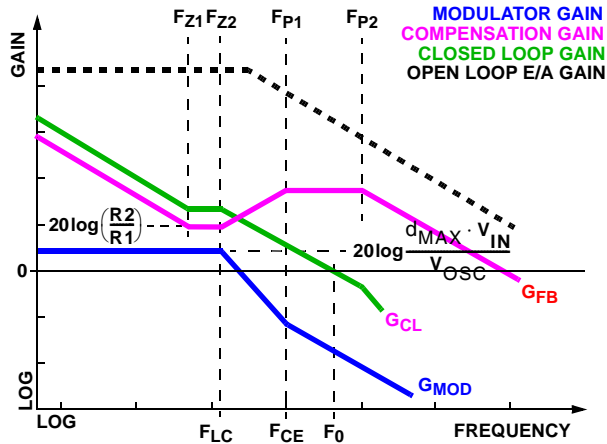 F_Z1 F_Z2 F_P1 F_P2
MODULATOR GAIN
COMPENSATION GAIN
CLOSED LOOP GAIN
OPEN LOOP E/A GAIN
GAIN
20log(R2/R1)
20log d_MAX · V_IN / V_OSC
0
G_FB
G_CL
G_MOD
LOG
LOG
F_LC F_CE F_0
FREQUENCY